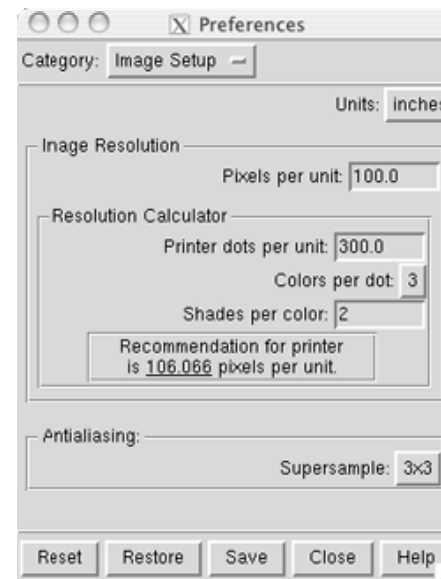 Preferences
Category: Image Setup
Units: inches
Image Resolution
Pixels per unit: 100.0
Resolution Calculator
Printer dots per unit: 300.0
Colors per dot: 3
Shades per color: 2
Recommendation for printer
is 106.066 pixels per unit.
Antialiasing:
Supersample: 3x3
Reset Restore Save Close Help